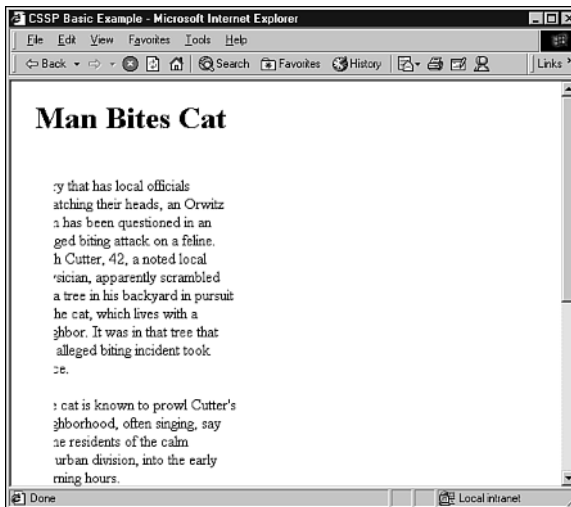 CSSP Basic Example - Microsoft Internet Explorer
File Edit View Favorites Tools Help
Back Search Favorites History Links
Man Bites Cat
ry that has local officials
atching their heads, an Orwitz
has been questioned in an
ged biting attack on a feline.
h Cutter, 42, a noted local
sician, apparently scrambled
a tree in his backyard in pursuit
he cat, which lives with a
ghbor. It was in that tree that
alleged biting incident took
ce.
cat is known to prowl Cutter's
ghborhood, often singing, say
ne residents of the calm
urban division, into the early
rning hours.
Done Local intranet